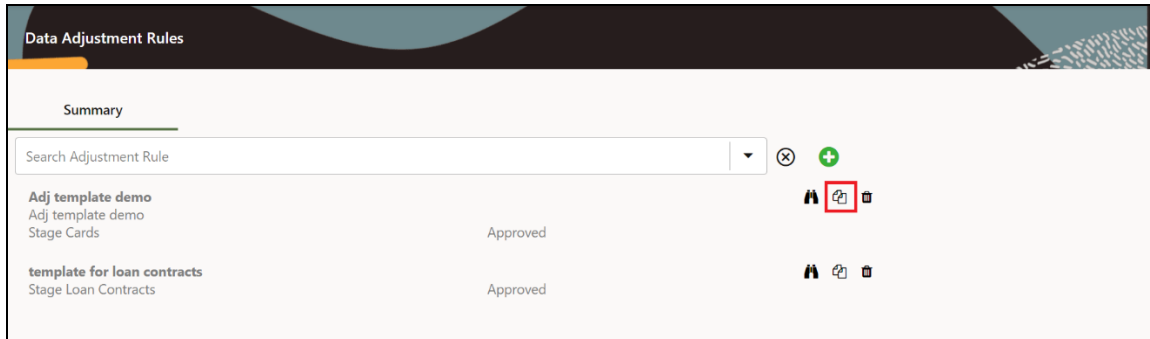 Data Adjustment Rules
Summary
Search Adjustment Rule
Adj template demo
Adj template demo
Stage Cards Approved
template for loan contracts
Stage Loan Contracts Approved